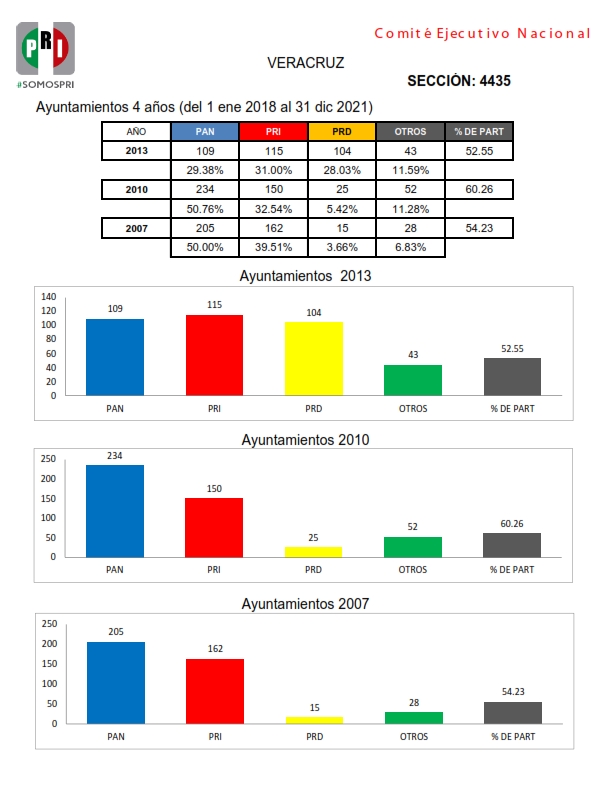 Comité Ejecutivo Nacional
PRI
#SOMOSPRI
VERACRUZ
SECCIÓN: 4435
Ayuntamientos 4 años (del 1 ene 2018 al 31 dic 2021)
AÑO PAN PRI PRD OTROS % DE PART
2013 109 115 104 43 52.55
29.38% 31.00% 28.03% 11.59%
2010 234 150 25 52 60.26
50.76% 32.54% 5.42% 11.28%
2007 205 162 15 28 54.23
50.00% 39.51% 3.66% 6.83%
Ayuntamientos 2013
140
120
100
80
60
40
20
0
109 115 104 43 52.55
PAN PRI PRD OTROS % DE PART
Ayuntamientos 2010
250
200
150
100
50
0
234 150 25 52 60.26
PAN PRI PRD OTROS % DE PART
Ayuntamientos 2007
250
200
150
100
50
0
205 162 15 28 54.23
PAN PRI PRD OTROS % DE PART